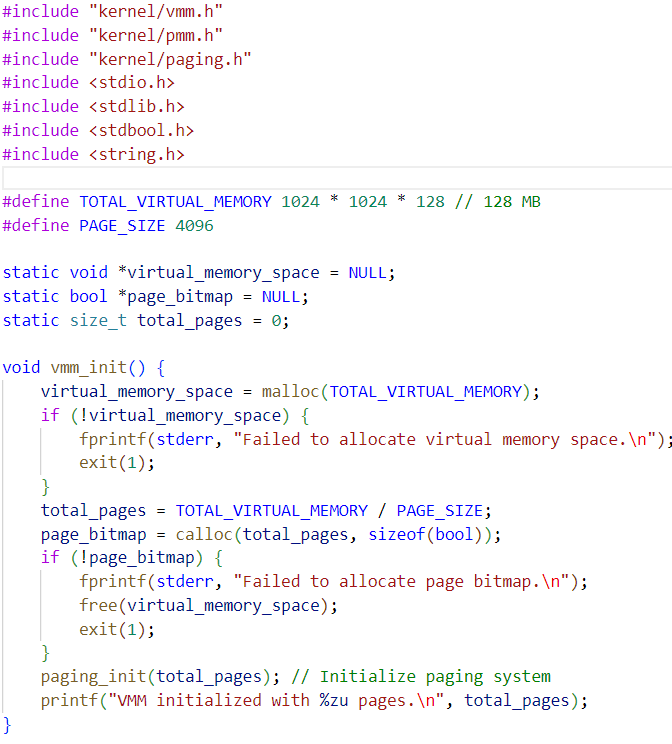 #include "kernel/vmm.h"
#include "kernel/pmm.h"
#include "kernel/paging.h"
#include <stdio.h>
#include <stdlib.h>
#include <stdbool.h>
#include <string.h>

#define TOTAL_VIRTUAL_MEMORY 1024 * 1024 * 128 // 128 MB
#define PAGE_SIZE 4096

static void *virtual_memory_space = NULL;
static bool *page_bitmap = NULL;
static size_t total_pages = 0;

void vmm_init() {
    virtual_memory_space = malloc(TOTAL_VIRTUAL_MEMORY);
    if (!virtual_memory_space) {
        fprintf(stderr, "Failed to allocate virtual memory space.\n");
        exit(1);
    }
    total_pages = TOTAL_VIRTUAL_MEMORY / PAGE_SIZE;
    page_bitmap = calloc(total_pages, sizeof(bool));
    if (!page_bitmap) {
        fprintf(stderr, "Failed to allocate page bitmap.\n");
        free(virtual_memory_space);
        exit(1);
    }
    paging_init(total_pages); // Initialize paging system
    printf("VMM initialized with %zu pages.\n", total_pages);
}